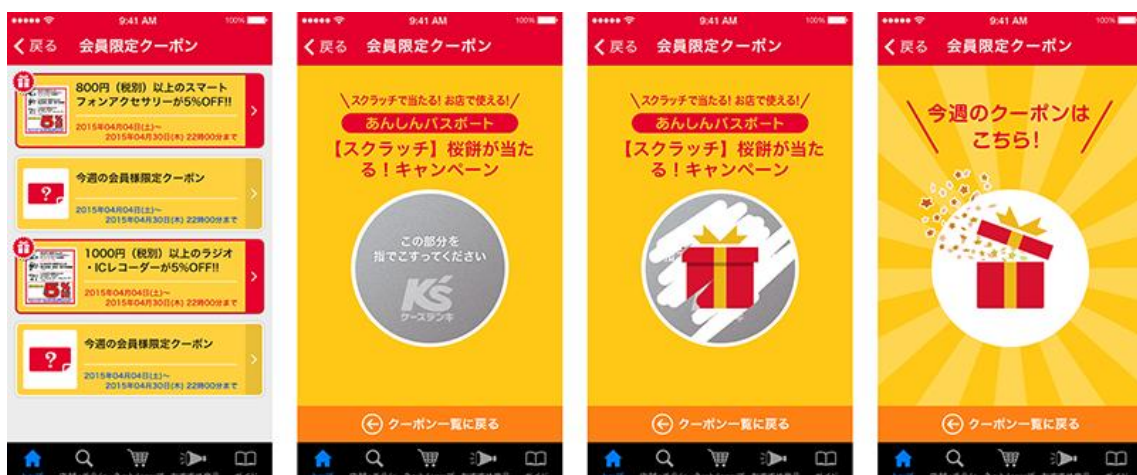 9:41 AM
100%
戻る
会員限定クーポン
800円（税別）以上のスマート
フォンアクセサリーが5%OFF!!
2015年04月04日(土)〜
2015年04月30日(木) 22時00分まで
今週の会員様限定クーポン
2015年04月04日(土)〜
2015年04月30日(木) 22時00分まで
1000円（税別）以上のラジオ
・ICレコーダーが5%OFF!!
2015年04月04日(土)〜
2015年04月30日(木) 22時00分まで
今週の会員様限定クーポン
2015年04月04日(土)〜
2015年04月30日(木) 22時00分まで
9:41 AM
100%
戻る
会員限定クーポン
スクラッチで当たる! お店で使える!
あんしんパスポート
【スクラッチ】桜餅が当た
る！キャンペーン
この部分を
指でこすってください
K's
ケーズデンキ
クーポン一覧に戻る
9:41 AM
100%
戻る
会員限定クーポン
スクラッチで当たる! お店で使える!
あんしんパスポート
【スクラッチ】桜餅が当た
る！キャンペーン
クーポン一覧に戻る
9:41 AM
100%
戻る
会員限定クーポン
今週のクーポンは
こちら!
クーポン一覧に戻る